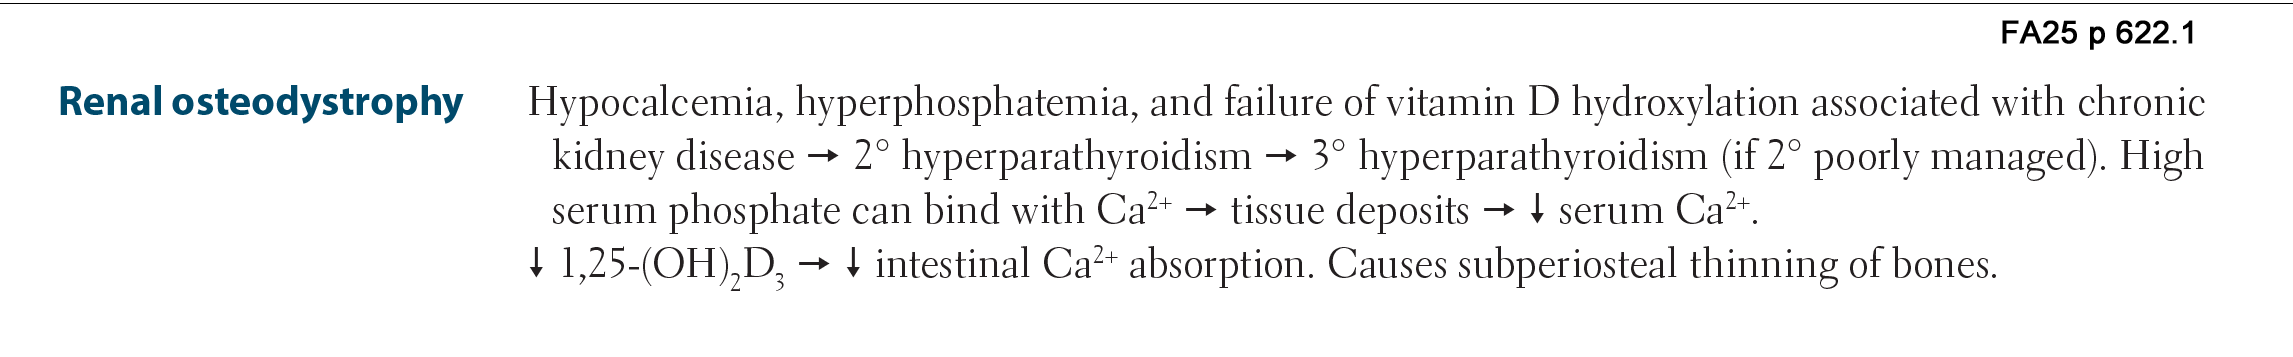 FA25 p 622.1
Renal osteodystrophy Hypocalcemia, hyperphosphatemia, and failure of vitamin D hydroxylation associated with chronic
kidney disease → 2° hyperparathyroidism → 3° hyperparathyroidism (if 2° poorly managed). High
serum phosphate can bind with Ca²⁺ → tissue deposits → ↓ serum Ca²⁺.
↓ 1,25-(OH)₂D₃ → ↓ intestinal Ca²⁺ absorption. Causes subperiosteal thinning of bones.